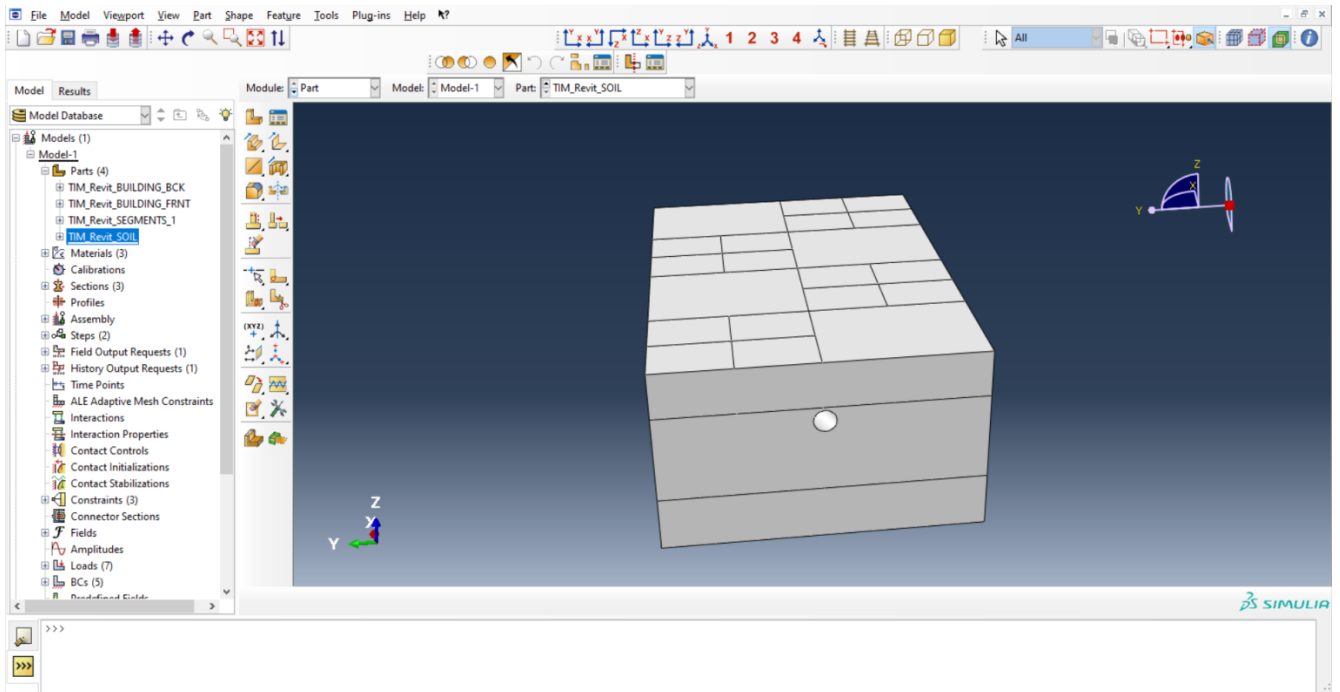 File Model Viewport View Part Shape Feature Tools Plug-ins Help
1 2 3 4 All
Model Results Module: Part Model: Model-1 Part: TIM_Revit_SOIL
Model Database
Models (1)
Model-1
Parts (4)
TIM_Revit_BUILDING_BCK
TIM_Revit_BUILDING_FRNT
TIM_Revit_SEGMENTS_1
TIM_Revit_SOIL
Materials (3)
Calibrations
Sections (3)
Profiles
Assembly
Steps (2)
Field Output Requests (1)
History Output Requests (1)
Time Points
ALE Adaptive Mesh Constraints
Interactions
Interaction Properties
Contact Controls
Contact Initializations
Contact Stabilizations
Constraints (3)
Connector Sections
Fields
Amplitudes
Loads (7)
BCs (5)
Predefined Fields
(XYZ)
Z
X
Y
Z
X
Y
SIMULIA
>>>
>>>